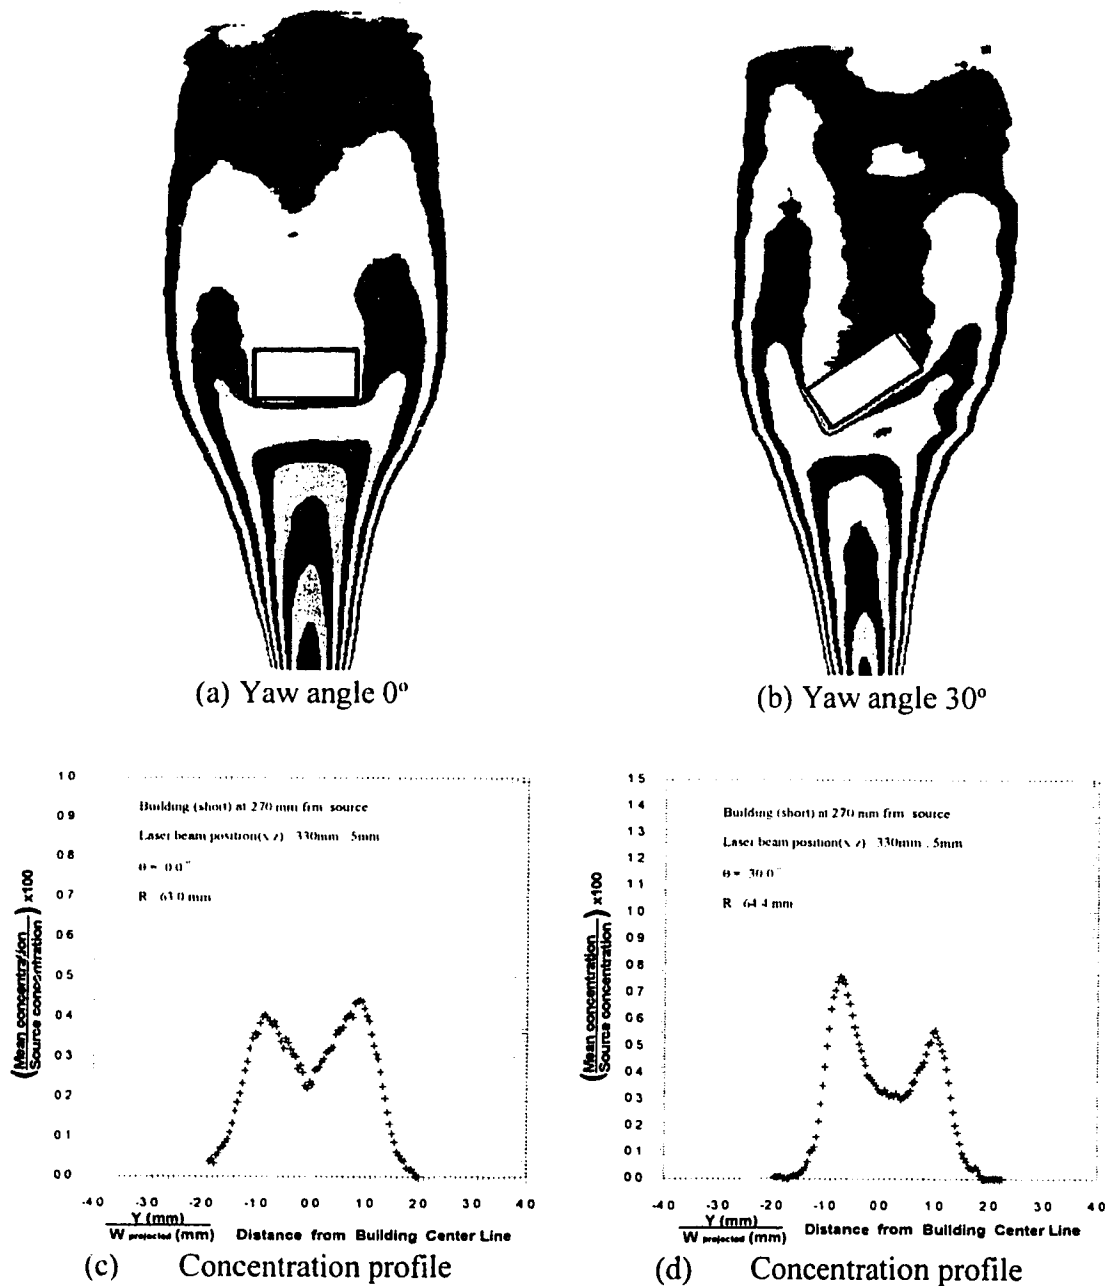 (a) Yaw angle 0º
(b) Yaw angle 30º
1.0
0.9
0.8
0.7
0.6
0.5
0.4
0.3
0.2
0.1
0.0
(Mean concentration / Source concentration) x100
Building (short) at 270 mm frm source
Laser beam position(x z) 330mm . 5mm
θ = 0.0 °
R 63.0 mm
-4.0 -3.0 -2.0 -1.0 0.0 1.0 2.0 3.0 4.0
Y (mm)
W projected (mm) Distance from Building Center Line
(c) Concentration profile
1.5
1.4
1.3
1.2
1.1
1.0
0.9
0.8
0.7
0.6
0.5
0.4
0.3
0.2
0.1
0.0
(Mean concentration / Source concentration) x100
Building (short) at 270 mm frm source
Laser beam position(x z) 330mm . 5mm
θ = 30.0 °
R 64.4 mm
-4.0 -3.0 -2.0 -1.0 0.0 1.0 2.0 3.0 4.0
Y (mm)
W projected (mm) Distance from Building Center Line
(d) Concentration profile